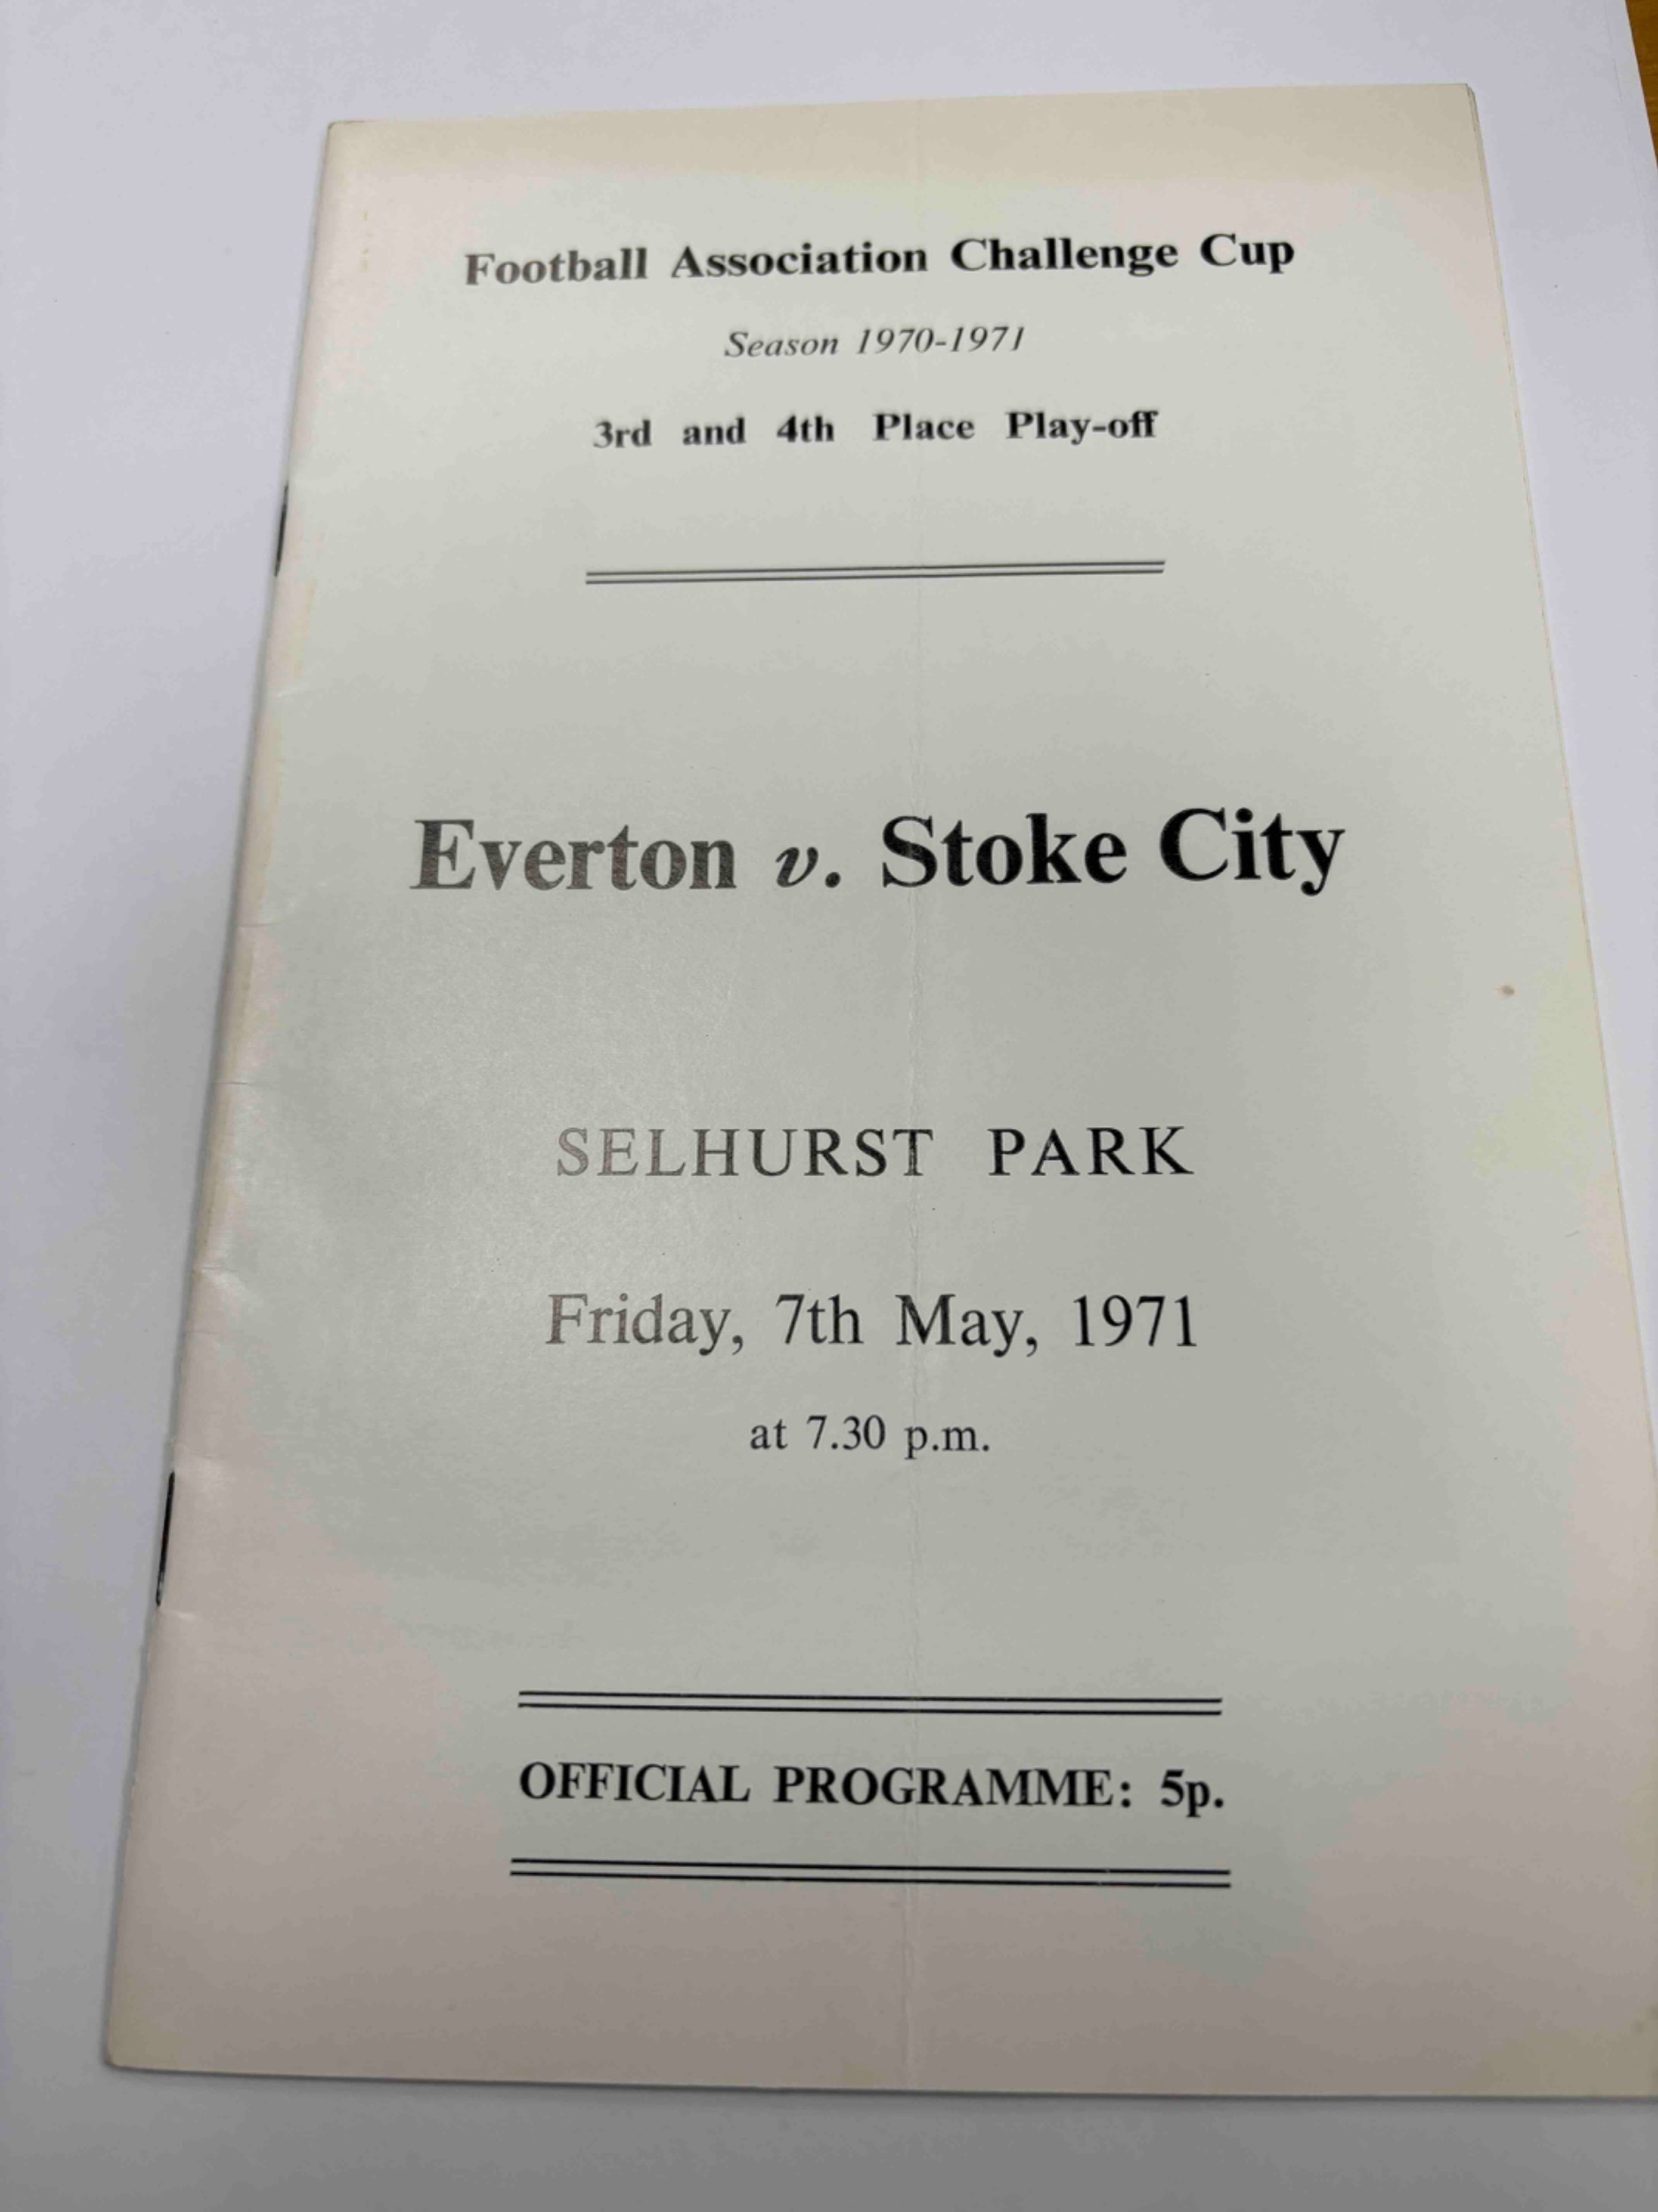 Football Association Challenge Cup
Season 1970-1971
3rd and 4th Place Play-off
Everton v. Stoke City
SELHURST PARK
Friday, 7th May, 1971
at 7.30 p.m.
OFFICIAL PROGRAMME: 5p.